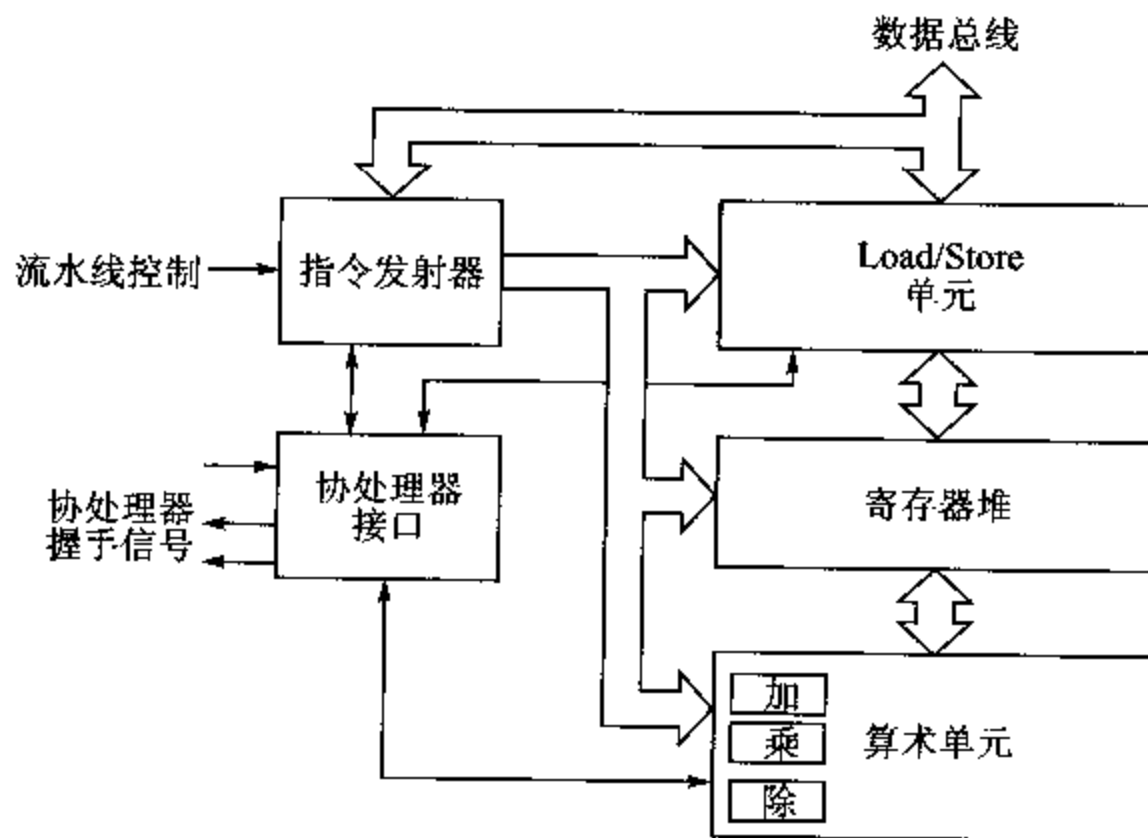 数据总线
流水线控制
指令发射器
Load/Store
单元
协处理器
握手信号
协处理器
接口
寄存器堆
加
乘
除
算术单元